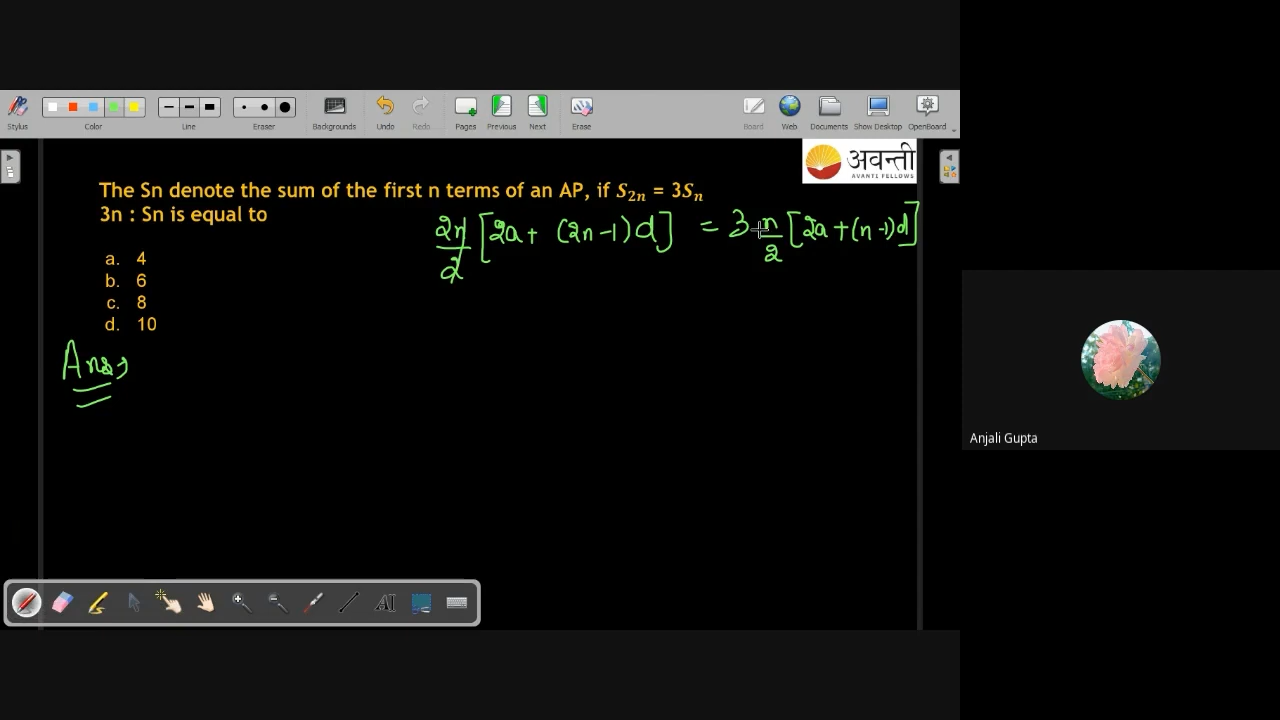 Stylus Color Line Eraser Backgrounds Undo Redo Pages Previous Next Erase Board Web Documents Show Desktop OpenBoard
अवन्ती
AVANTI FELLOWS
The Sn denote the sum of the first n terms of an AP, if S₂ₙ = 3Sₙ
3n : Sn is equal to
2n/2 [2a + (2n-1)d] = 3 n/2 [2a + (n-1)d]
a. 4
b. 6
c. 8
d. 10
Ans,
Anjali Gupta